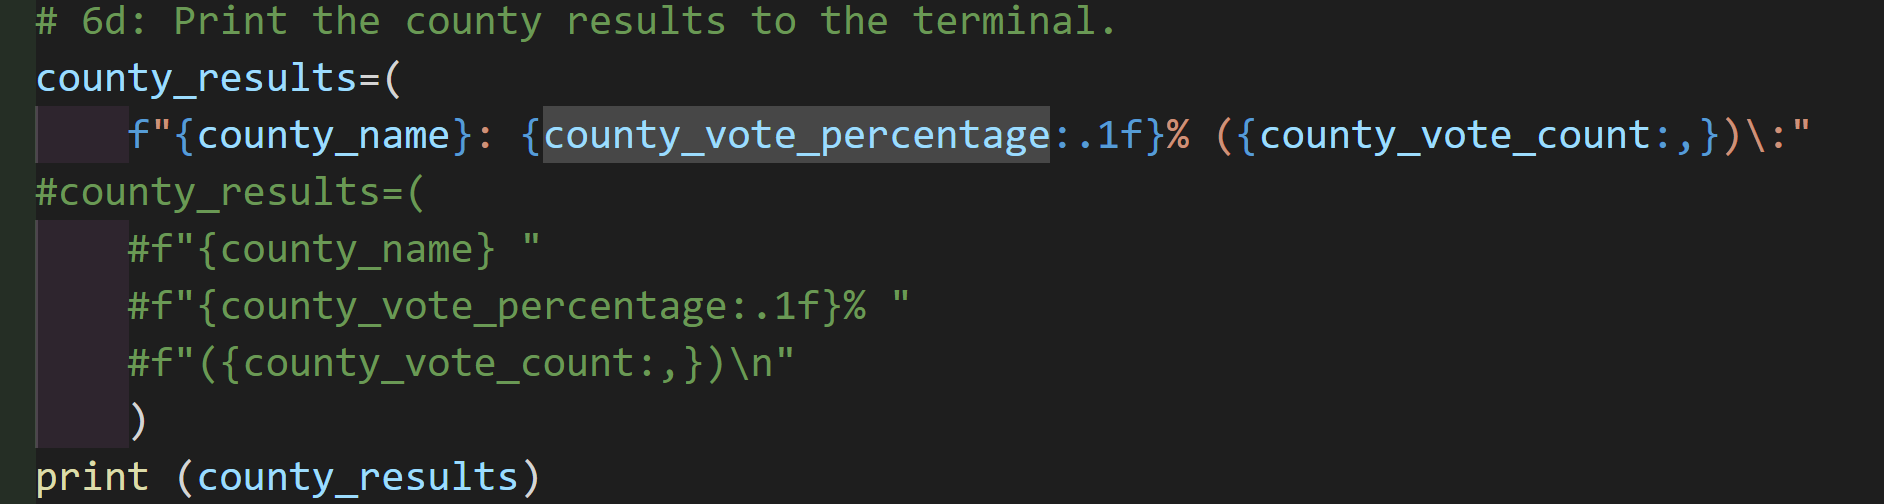 # 6d: Print the county results to the terminal.
county_results=(
    f"{county_name}: {county_vote_percentage:.1f}% ({county_vote_count:,})\:"
#county_results=(
    #f"{county_name} "
    #f"{county_vote_percentage:.1f}% "
    #f"({county_vote_count:,})\n"
    )
print (county_results)